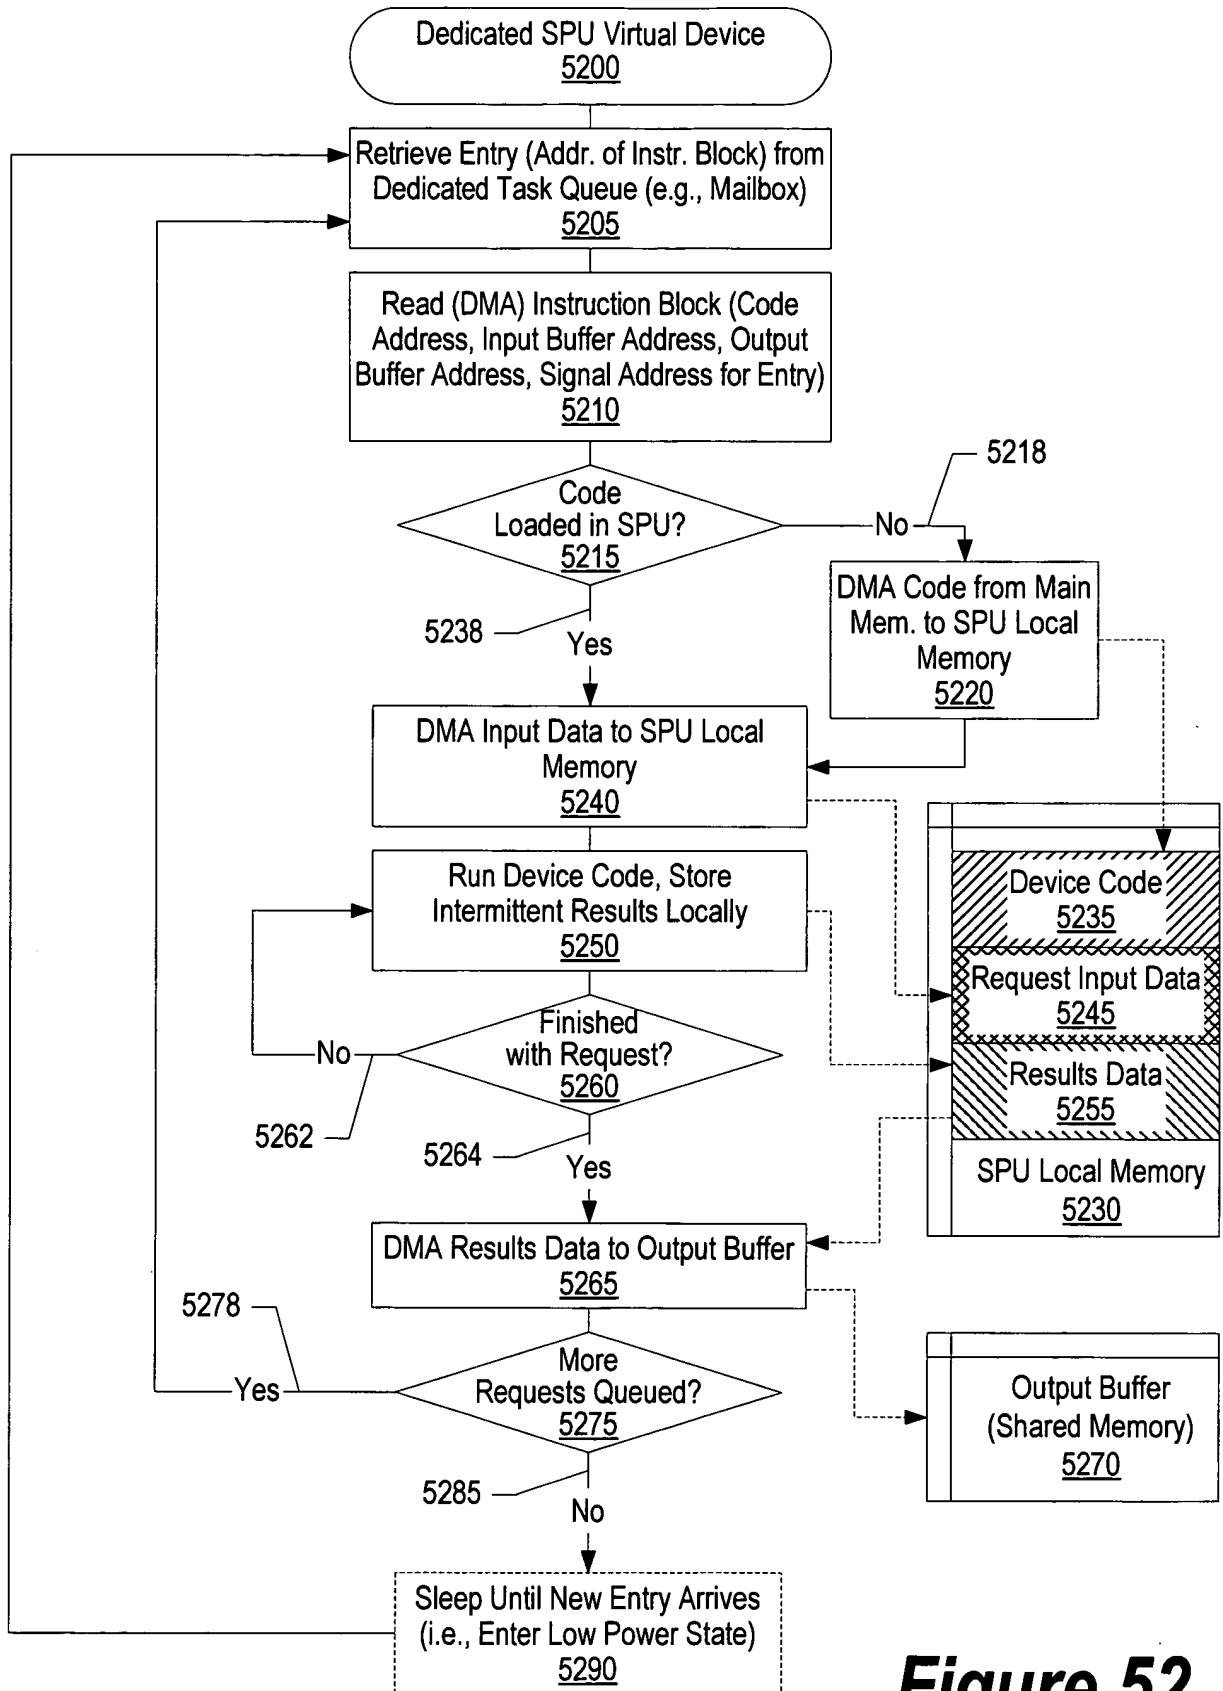 Dedicated SPU Virtual Device
5200
Retrieve Entry (Addr. of Instr. Block) from
Dedicated Task Queue (e.g., Mailbox)
5205
Read (DMA) Instruction Block (Code
Address, Input Buffer Address, Output
Buffer Address, Signal Address for Entry)
5210
5218
Code
Loaded in SPU?
5215
No
DMA Code from Main
Mem. to SPU Local
Memory
5220
5238
Yes
DMA Input Data to SPU Local
Memory
5240
Run Device Code, Store
Intermittent Results Locally
5250
Device Code
5235
Request Input Data
5245
Results Data
5255
SPU Local Memory
5230
Finished
with Request?
5260
No
5262
5264
Yes
DMA Results Data to Output Buffer
5265
5278
More
Requests Queued?
5275
Yes
Output Buffer
(Shared Memory)
5270
5285
No
Sleep Until New Entry Arrives
(i.e., Enter Low Power State)
5290
Figure 52